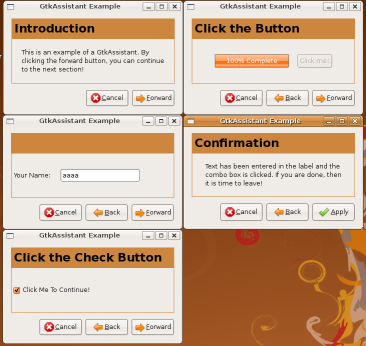 GtkAssistant Example
Introduction
This is an example of a GtkAssistant. By
clicking the forward button, you can continue
to the next section!
Cancel
Forward
GtkAssistant Example
Click the Button
100% Complete
Click me!
Cancel
Back
Forward
GtkAssistant Example
Your Name:
aaaa
Cancel
Back
Forward
GtkAssistant Example
Confirmation
Text has been entered in the label and the
combo box is clicked. If you are done, then
it is time to leave!
Cancel
Back
Apply
GtkAssistant Example
Click the Check Button
Click Me To Continue!
Cancel
Back
Forward